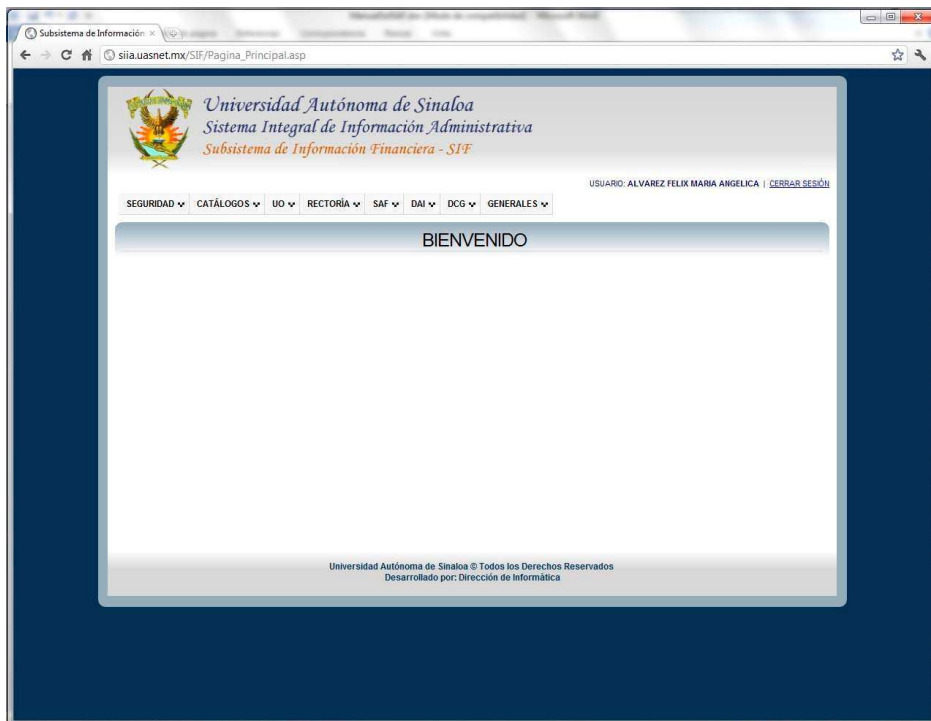 Subsistema de Información
siia.uasnet.mx/SIF/Pagina_Principal.asp
Universidad Autónoma de Sinaloa
Sistema Integral de Información Administrativa
Subsistema de Información Financiera - SIF
USUARIO: ALVAREZ FELIX MARIA ANGELICA | CERRAR SESIÓN
SEGURIDAD CATÁLOGOS UO RECTORÍA SAF DAI DCG GENERALES
BIENVENIDO
Universidad Autónoma de Sinaloa © Todos los Derechos Reservados
Desarrollado por: Dirección de Informática